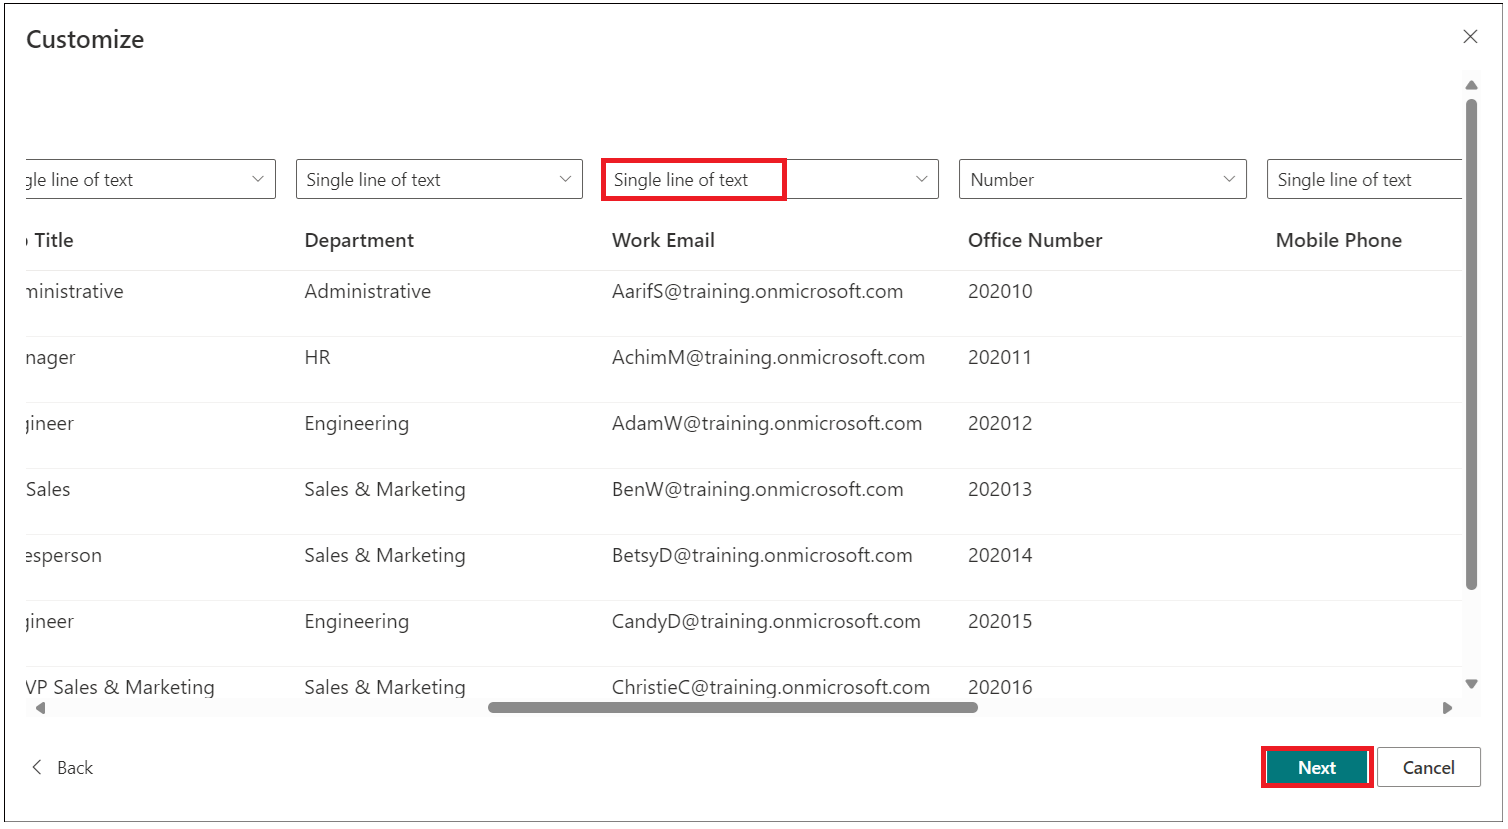 Customize
gle line of text Single line of text Single line of text Number Single line of text
Title Department Work Email Office Number Mobile Phone
ministrative Administrative AarifS@training.onmicrosoft.com 202010
nager HR AchimM@training.onmicrosoft.com 202011
gineer Engineering AdamW@training.onmicrosoft.com 202012
Sales Sales & Marketing BenW@training.onmicrosoft.com 202013
esperson Sales & Marketing BetsyD@training.onmicrosoft.com 202014
gineer Engineering CandyD@training.onmicrosoft.com 202015
VP Sales & Marketing Sales & Marketing ChristieC@training.onmicrosoft.com 202016
Back Next Cancel